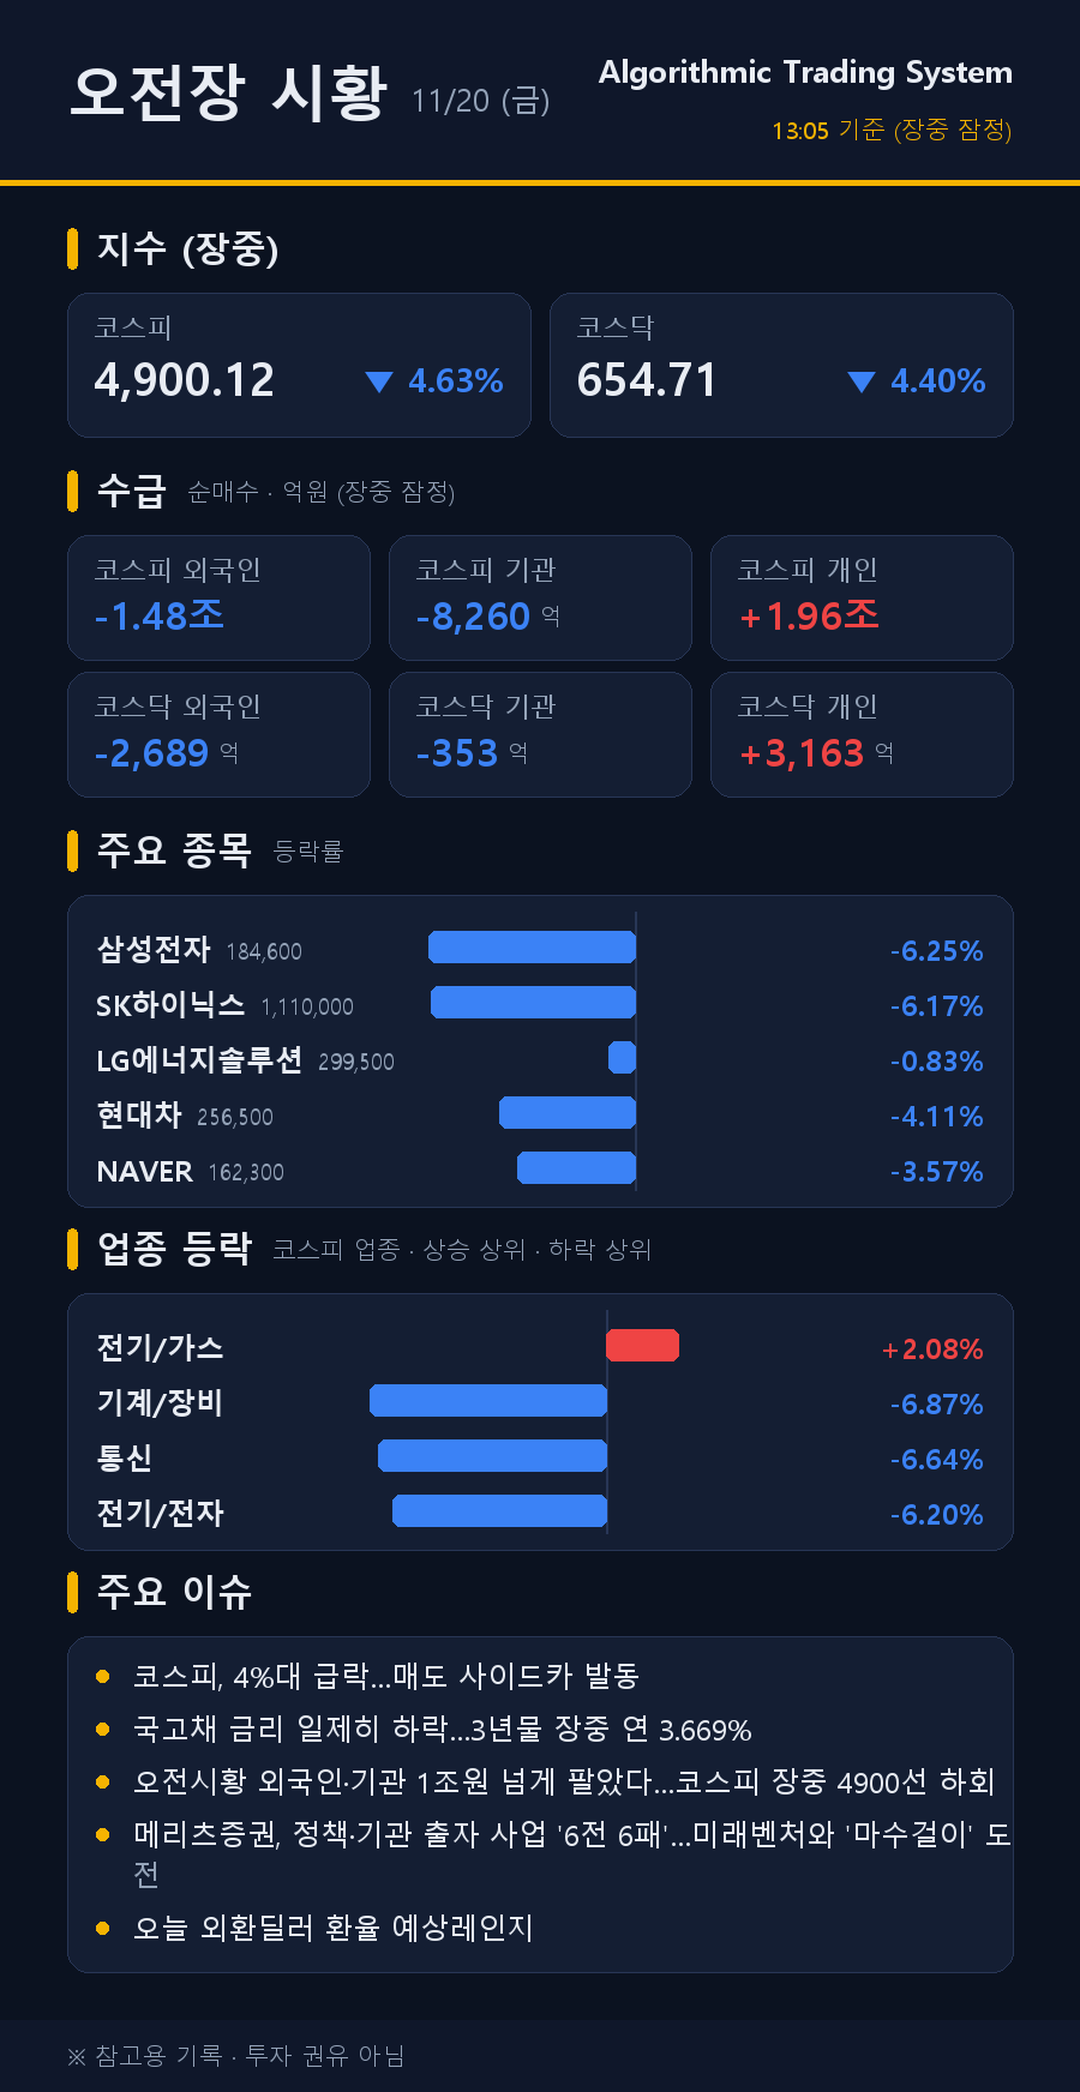 오전장 시황 11/20 (금)
Algorithmic Trading System
13:05 기준 (장중 잠정)
지수 (장중)
코스피
4,900.12 ▼ 4.63%
코스닥
654.71 ▼ 4.40%
수급 순매수 · 억원 (장중 잠정)
코스피 외국인
-1.48조
코스피 기관
-8,260 억
코스피 개인
+1.96조
코스닥 외국인
-2,689 억
코스닥 기관
-353 억
코스닥 개인
+3,163 억
주요 종목 등락률
삼성전자 184,600 -6.25%
SK하이닉스 1,110,000 -6.17%
LG에너지솔루션 299,500 -0.83%
현대차 256,500 -4.11%
NAVER 162,300 -3.57%
업종 등락 코스피 업종 · 상승 상위 · 하락 상위
전기/가스 +2.08%
기계/장비 -6.87%
통신 -6.64%
전기/전자 -6.20%
주요 이슈
코스피, 4%대 급락...매도 사이드카 발동
국고채 금리 일제히 하락...3년물 장중 연 3.669%
오전시황 외국인·기관 1조원 넘게 팔았다...코스피 장중 4900선 하회
메리츠증권, 정책·기관 출자 사업 '6전 6패'...미래벤처와 '마수걸이' 도
전
오늘 외환딜러 환율 예상레인지
※ 참고용 기록 · 투자 권유 아님